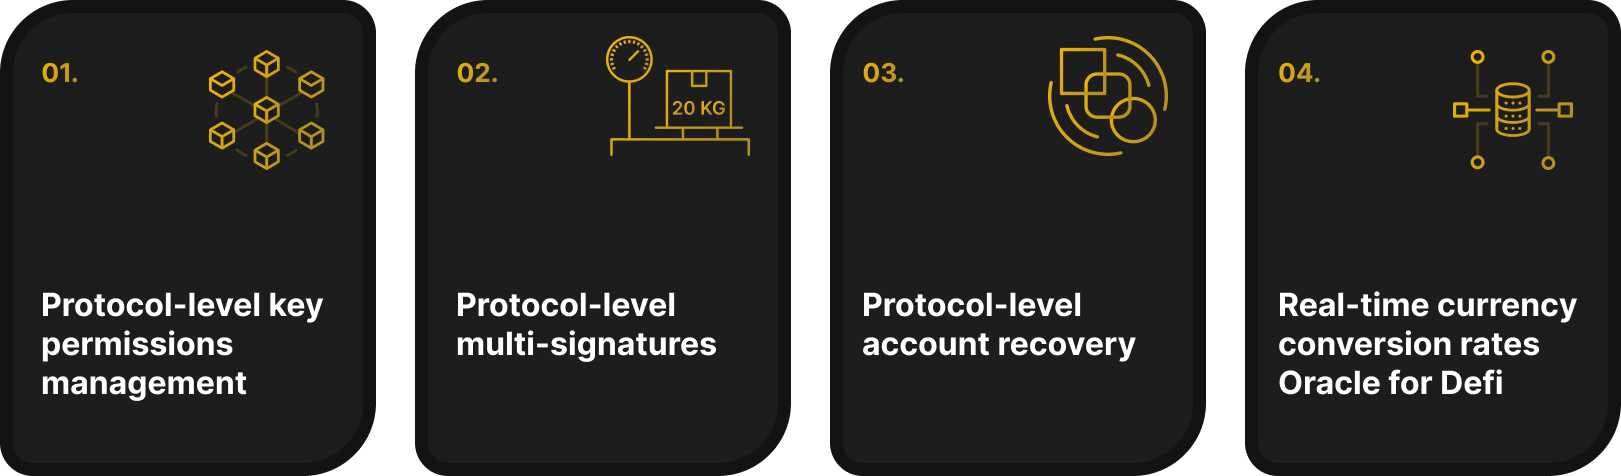 01.
Protocol-level key
permissions
management
02.
20 KG
Protocol-level
multi-signatures
03.
Protocol-level
account recovery
04.
Real-time currency
conversion rates
Oracle for Defi